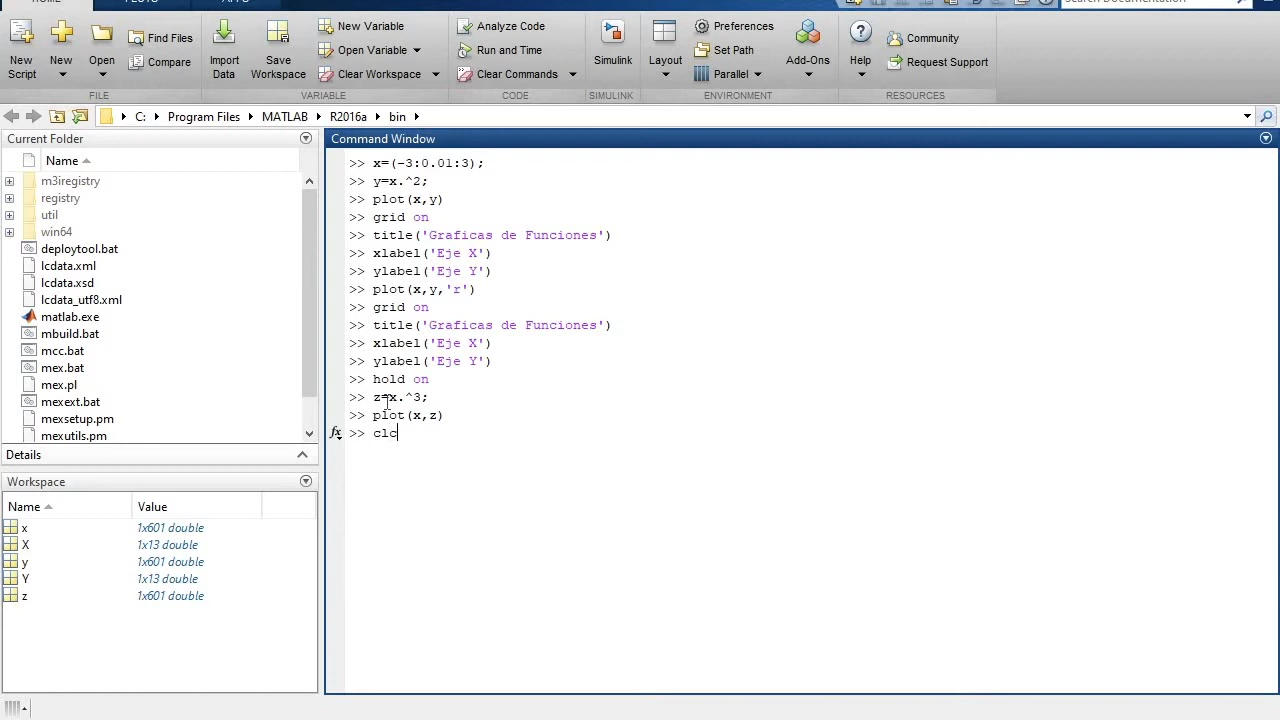 HOME PLOTS APPS Search Documentation
New Script
New
Open
Find Files
Compare
FILE
Import Data
Save Workspace
New Variable
Open Variable
Clear Workspace
VARIABLE
Analyze Code
Run and Time
Clear Commands
CODE
Simulink
SIMULINK
Layout
Preferences
Set Path
Parallel
Add-Ons
ENVIRONMENT
Help
Community
Request Support
RESOURCES
C: Program Files MATLAB R2016a bin
Current Folder
Name
m3iregistry
registry
util
win64
deploytool.bat
lcdata.xml
lcdata.xsd
lcdata_utf8.xml
matlab.exe
mbuild.bat
mcc.bat
mex.bat
mex.pl
mexext.bat
mexsetup.pm
mexutils.pm
Details
Workspace
Name Value
x 1x601 double
X 1x13 double
y 1x601 double
Y 1x13 double
z 1x601 double
Command Window
>> x=(-3:0.01:3);
>> y=x.^2;
>> plot(x,y)
>> grid on
>> title('Graficas de Funciones')
>> xlabel('Eje X')
>> ylabel('Eje Y')
>> plot(x,y,'r')
>> grid on
>> title('Graficas de Funciones')
>> xlabel('Eje X')
>> ylabel('Eje Y')
>> hold on
>> z=x.^3;
>> plot(x,z)
fx >> clc